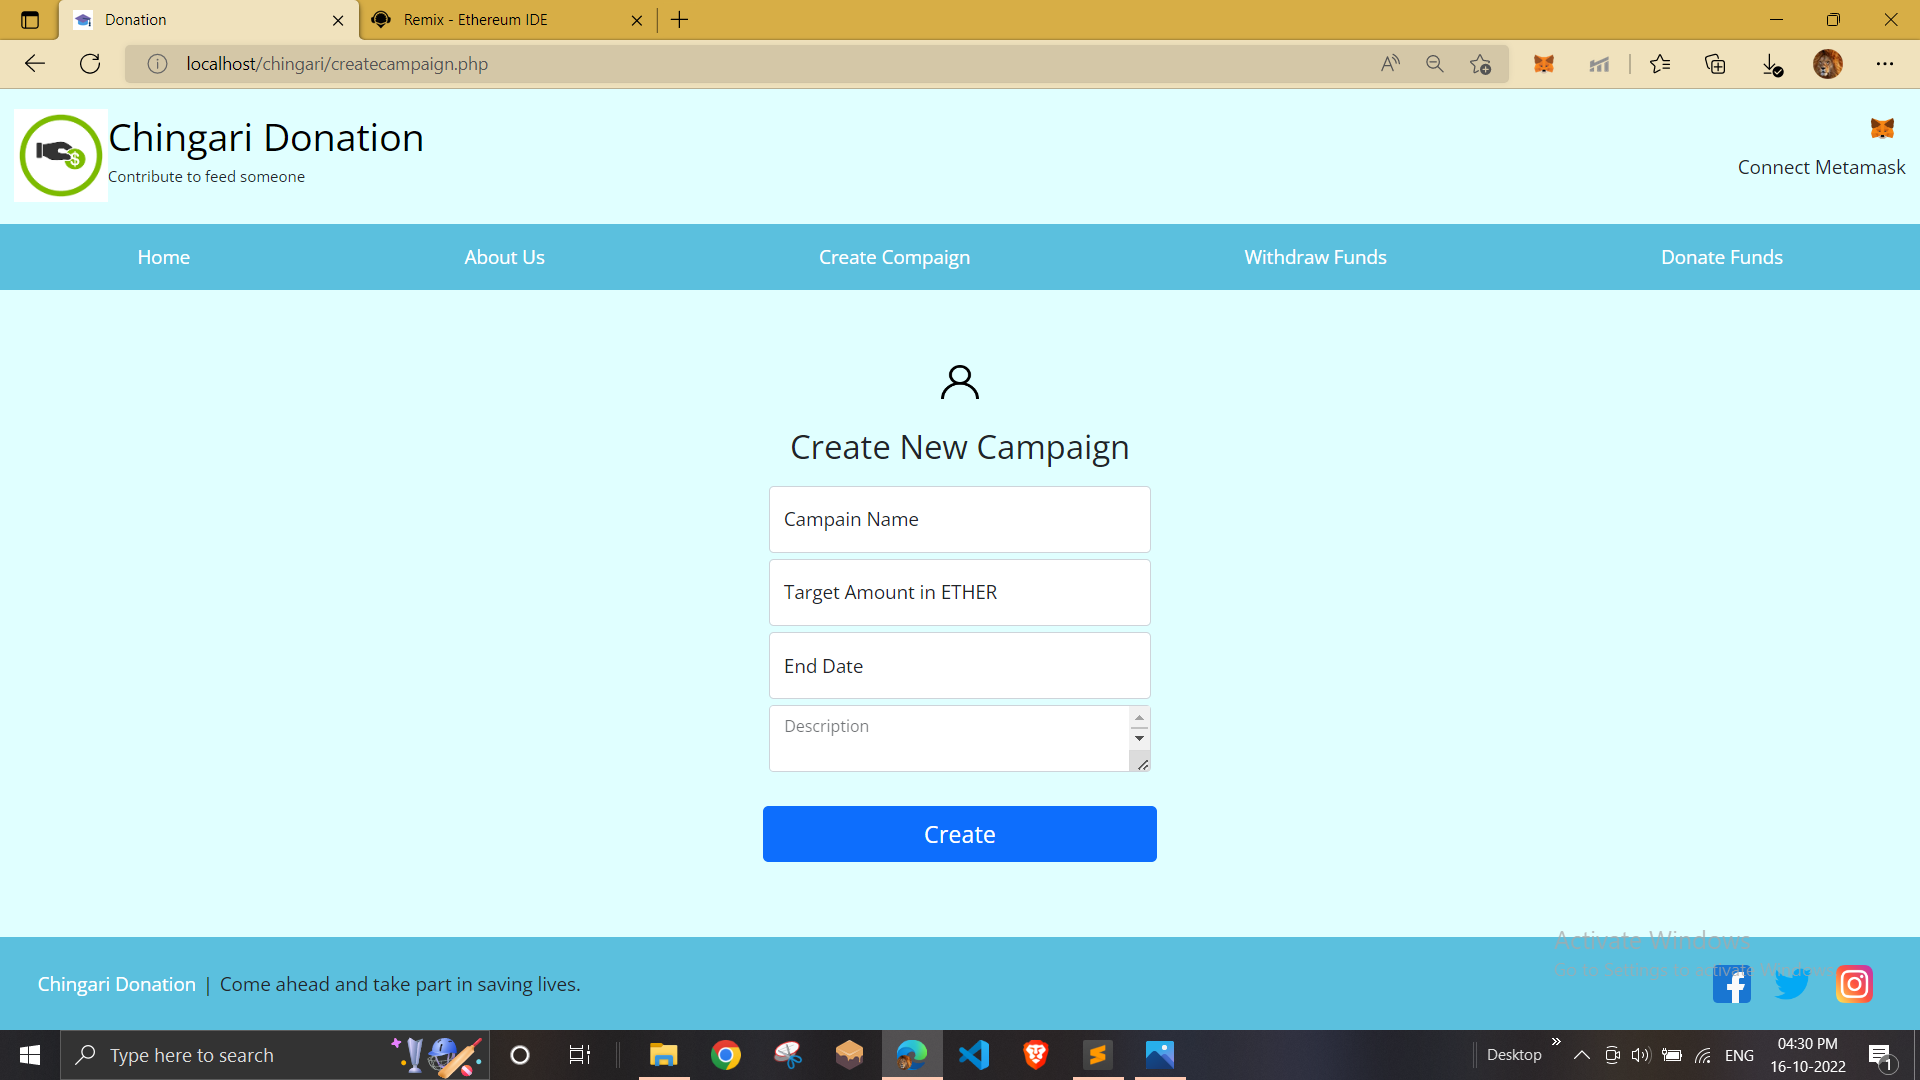 Donation
Remix - Ethereum IDE
localhost/chingari/createcampaign.php
Chingari Donation
Contribute to feed someone
Connect Metamask
Home
About Us
Create Compaign
Withdraw Funds
Donate Funds
Create New Campaign
Campain Name
Target Amount in ETHER
End Date
Description
Create
Activate Windows
Go to Settings to activate Windows.
Chingari Donation | Come ahead and take part in saving lives.
Type here to search
Desktop
ENG
04:30 PM
16-10-2022
1